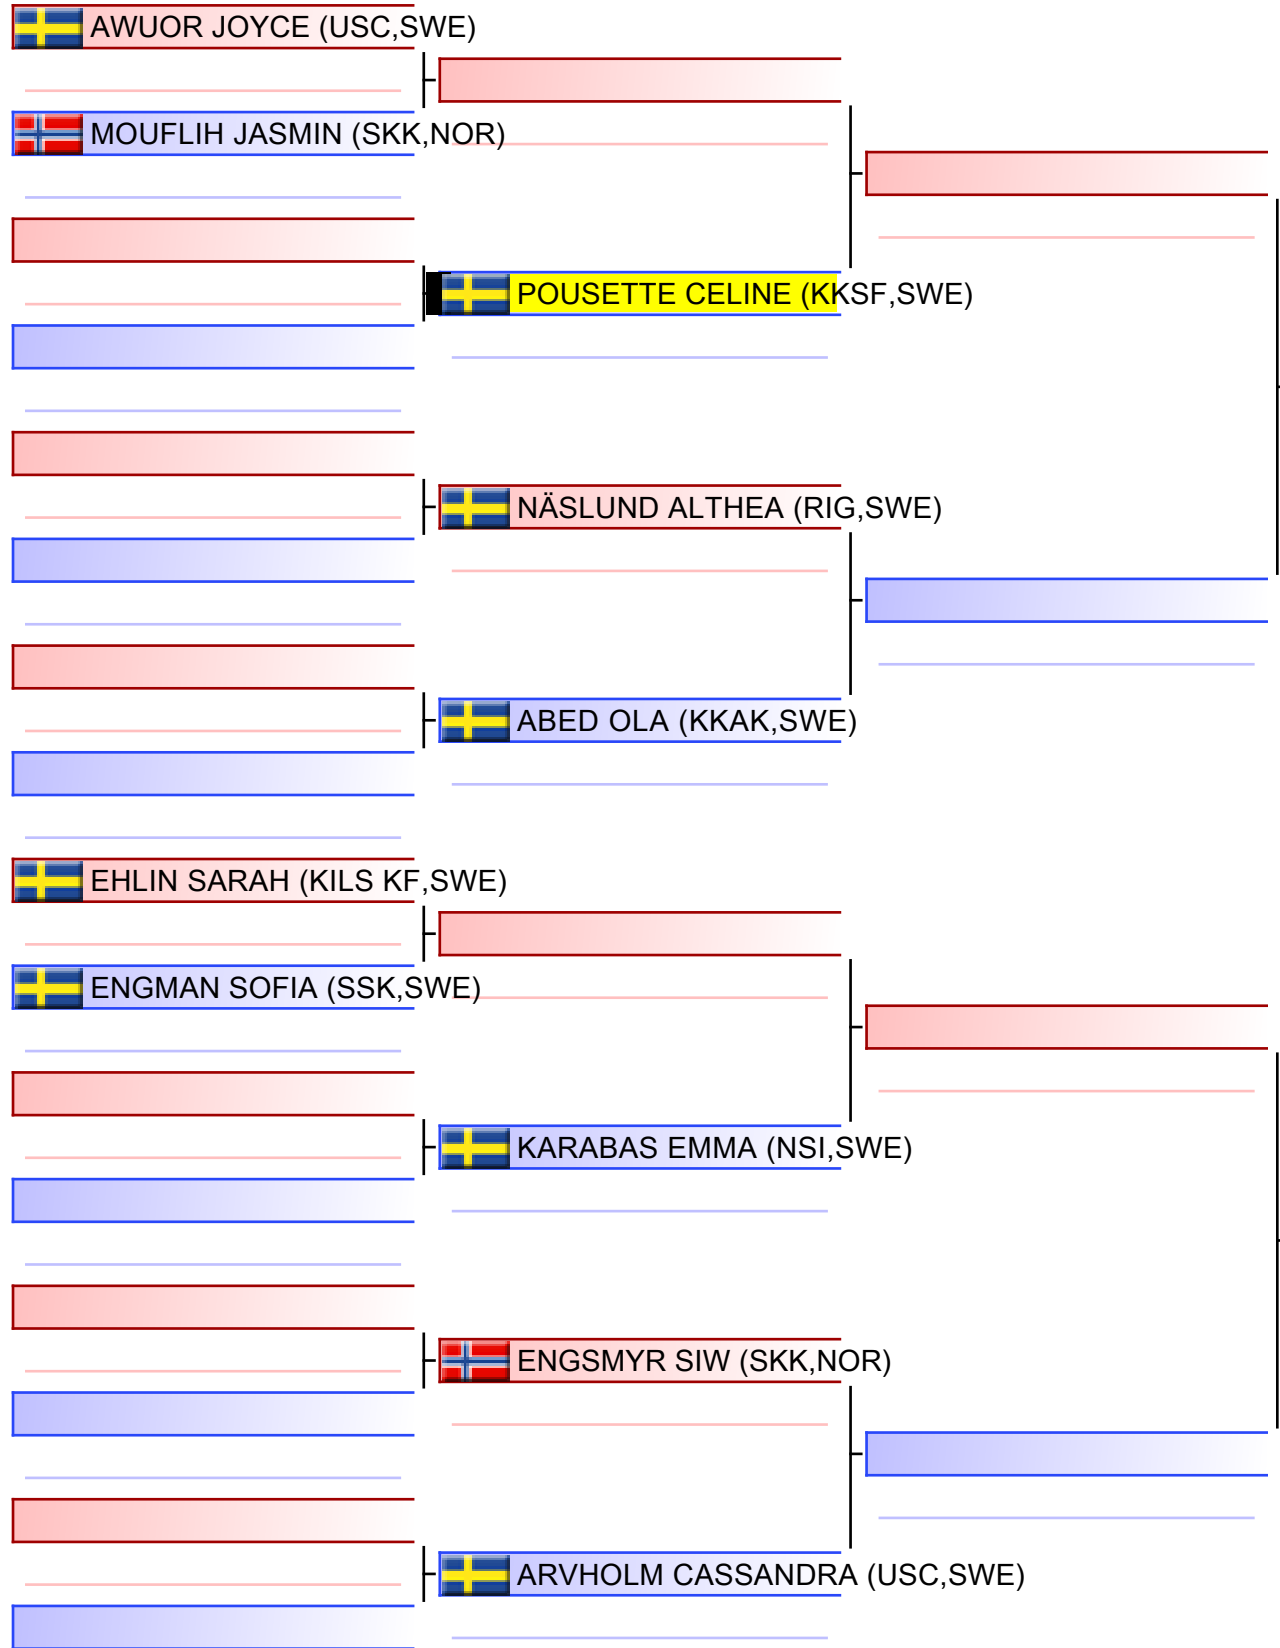 AWUOR JOYCE (USC,SWE)
MOUFLIH JASMIN (SKK,NOR)
POUSETTE CELINE (KKSF,SWE)
NÄSLUND ALTHEA (RIG,SWE)
ABED OLA (KKAK,SWE)
EHLIN SARAH (KILS KF,SWE)
ENGMAN SOFIA (SSK,SWE)
KARABAS EMMA (NSI,SWE)
ENGSMYR SIW (SKK,NOR)
ARVHOLM CASSANDRA (USC,SWE)